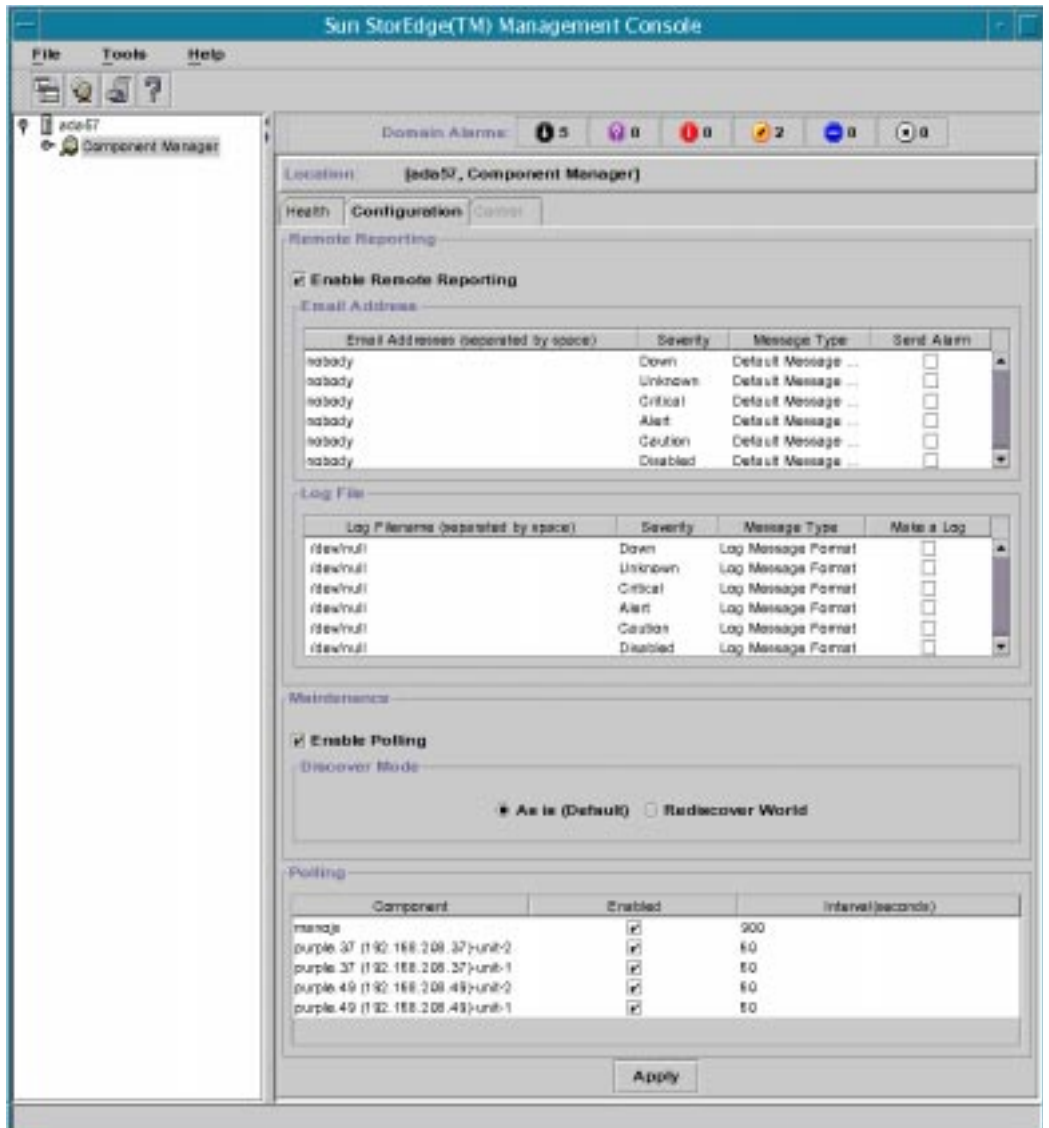 Sun StorEdge(TM) Management Console
File Tools Help
ada57
Component Manager
Domain Alarms: 5 0 0 2 0 0
Location: [ada57, Component Manager]
Health Configuration Control
Remote Reporting
Enable Remote Reporting
Email Address
Email Addresses (separated by space) Severity Message Type Send Alarm
nobody Down Default Message ...
nobody Unknown Default Message ...
nobody Critical Default Message ...
nobody Alert Default Message ...
nobody Caution Default Message ...
nobody Disabled Default Message ...
Log File
Log Filename (separated by space) Severity Message Type Make a Log
/dev/null Down Log Message Format
/dev/null Unknown Log Message Format
/dev/null Critical Log Message Format
/dev/null Alert Log Message Format
/dev/null Caution Log Message Format
/dev/null Disabled Log Message Format
Maintenance
Enable Polling
Discover Mode
As is (Default) Rediscover World
Polling
Component Enabled Interval(seconds)
900
purple.37 (192.168.208.37)-unit-2 60
purple.37 (192.168.208.37)-unit-1 60
purple.49 (192.168.208.49)-unit-2 60
purple.49 (192.168.208.49)-unit-1 60
Apply